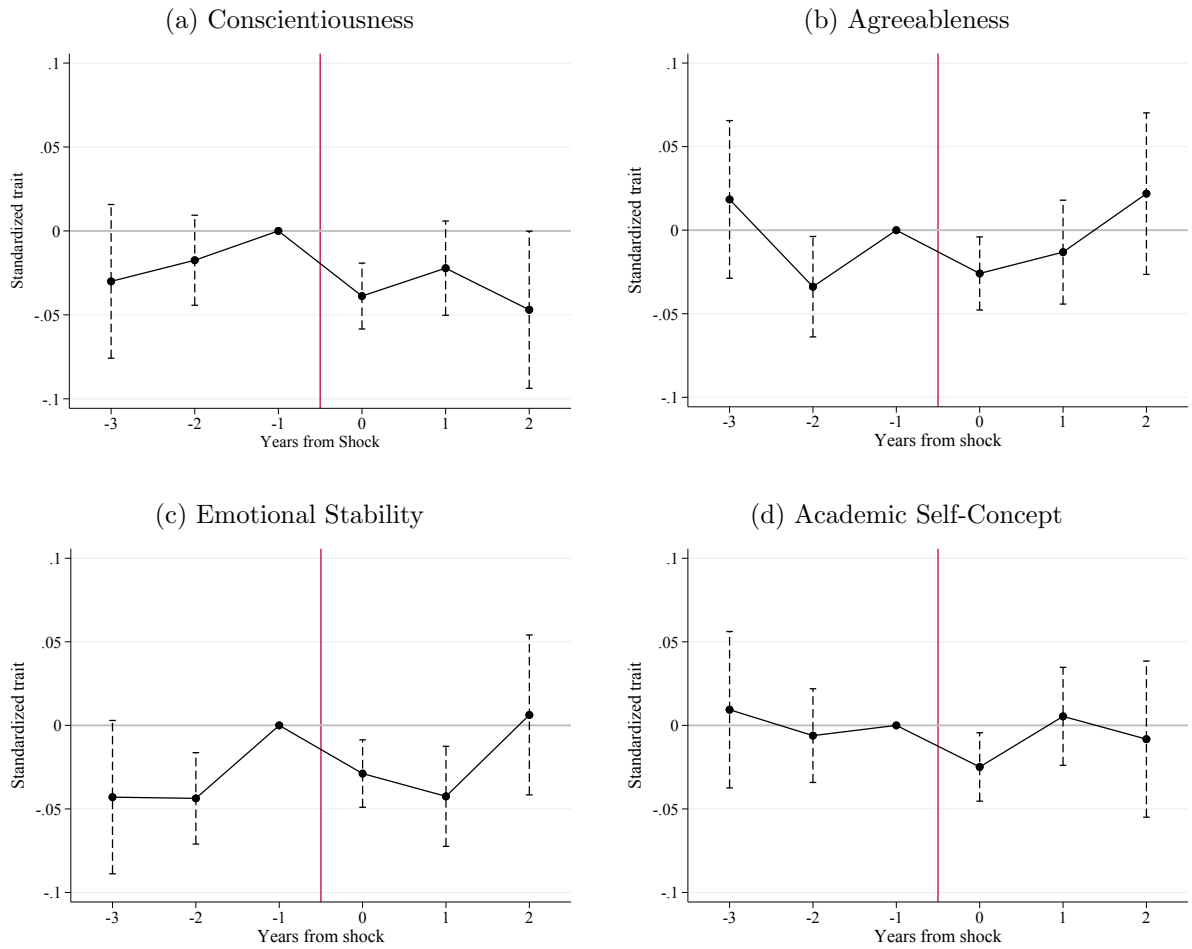 (a) Conscientiousness
.1
.05
0
-.05
-.1
Standardized trait
-3 -2 -1 0 1 2
Years from Shock
(b) Agreeableness
.1
.05
0
-.05
-.1
Standardized trait
-3 -2 -1 0 1 2
Years from shock
(c) Emotional Stability
.1
.05
0
-.05
-.1
Standardized trait
-3 -2 -1 0 1 2
Years from shock
(d) Academic Self-Concept
.1
.05
0
-.05
-.1
Standardized trait
-3 -2 -1 0 1 2
Years from shock